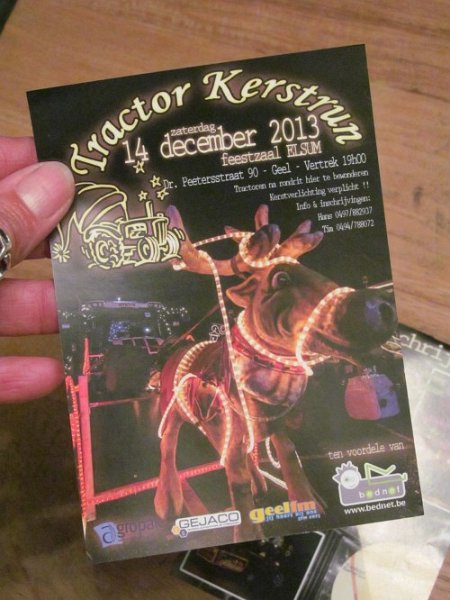 Tractor Kerstrun
zaterdag
14 december 2013
feestzaal ELSUM
Dr. Peetersstraat 90 - Geel - Vertrek 19h00
Tractoren na rondrit hier te bewonderen
Kerstverlichting verplicht !!
Info & inschrijvingen:
Hans 0497/882937
Tim 0494/788072
ten voordele van
bednet
www.bednet.be
GEJACO
geelfm